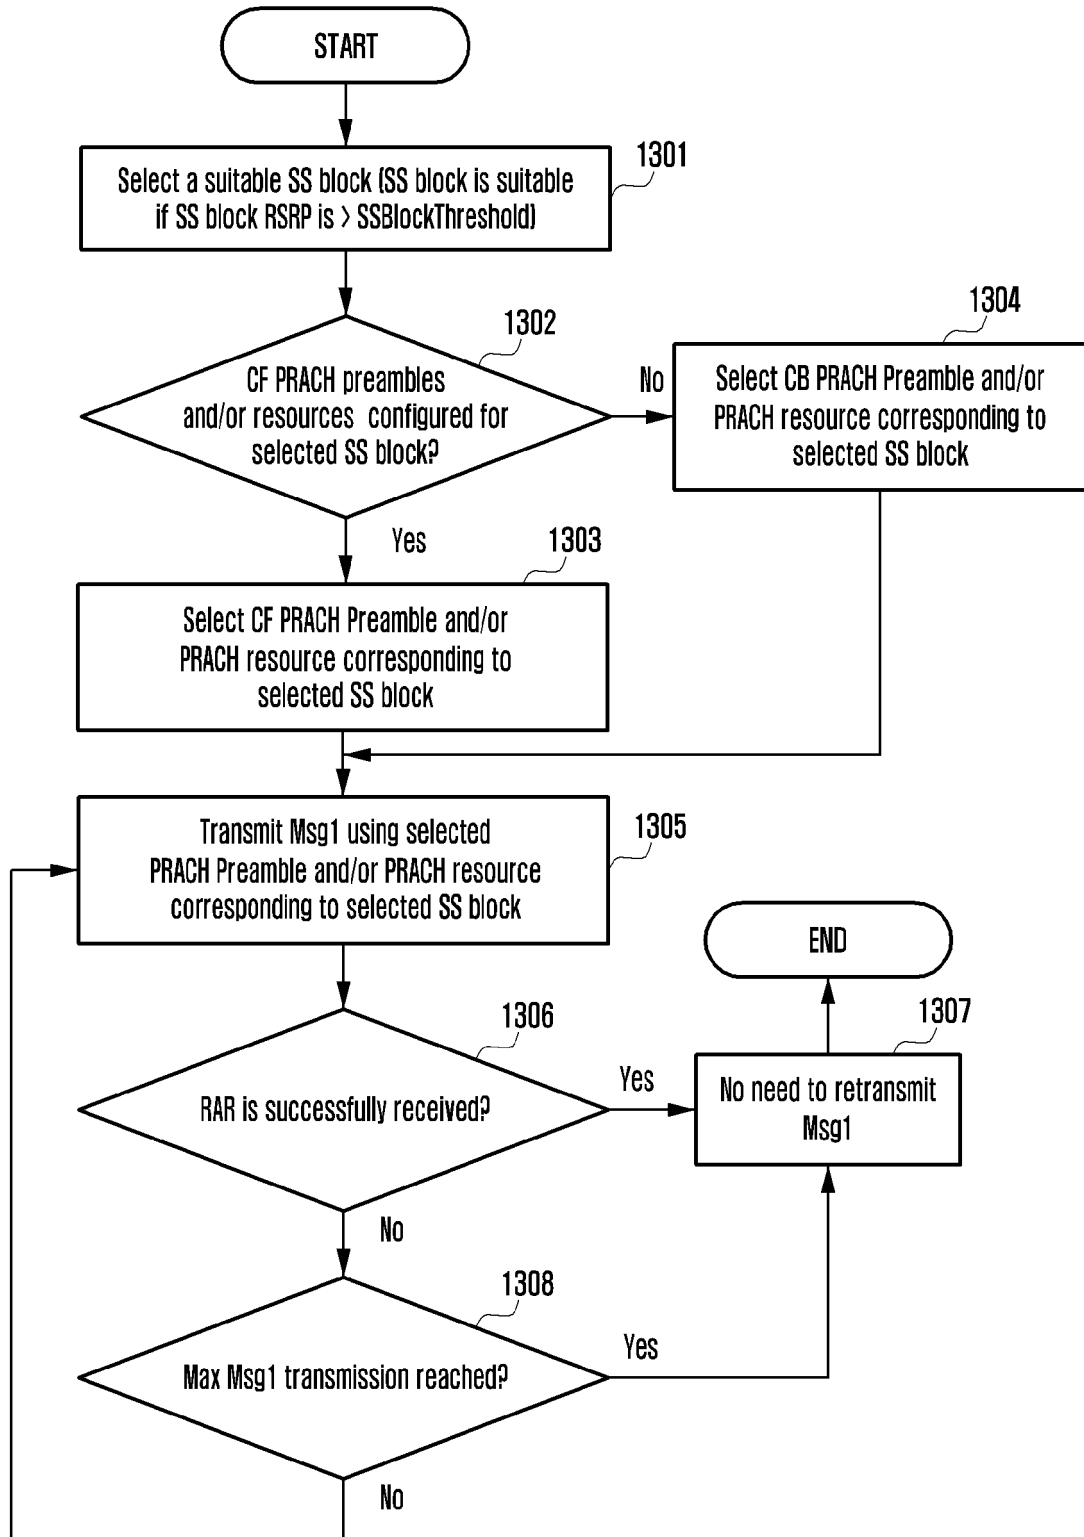 START
1301
Select a suitable SS block (SS block is suitable
if SS block RSRP is > SSBlockThreshold)
1302
CF PRACH preambles
and/or resources configured for
selected SS block?
No
1304
Select CB PRACH Preamble and/or
PRACH resource corresponding to
selected SS block
Yes
1303
Select CF PRACH Preamble and/or
PRACH resource corresponding to
selected SS block
1305
Transmit Msg1 using selected
PRACH Preamble and/or PRACH resource
corresponding to selected SS block
END
1306
RAR is successfully received?
Yes
1307
No need to retransmit
Msg1
No
1308
Max Msg1 transmission reached?
Yes
No